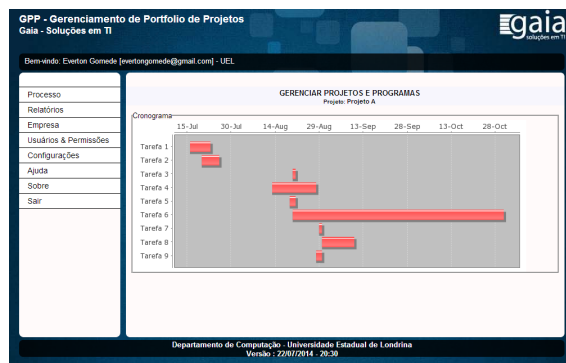 GPP - Gerenciamento de Portfolio de Projetos
Gaia - Soluções em TI
gaia
soluções em TI
Bem-vindo: Everton Gomede [evertongomede@gmail.com] - UEL
Processo
Relatórios
Empresa
Usuários & Permissões
Configurações
Ajuda
Sobre
Sair
GERENCIAR PROJETOS E PROGRAMAS
Projeto: Projeto A
Cronograma
15-Jul 30-Jul 14-Aug 29-Aug 13-Sep 28-Sep 13-Oct 28-Oct
Tarefa 1
Tarefa 2
Tarefa 3
Tarefa 4
Tarefa 5
Tarefa 6
Tarefa 7
Tarefa 8
Tarefa 9
Departamento de Computação - Universidade Estadual de Londrina
Versão : 22/07/2014 - 20:30